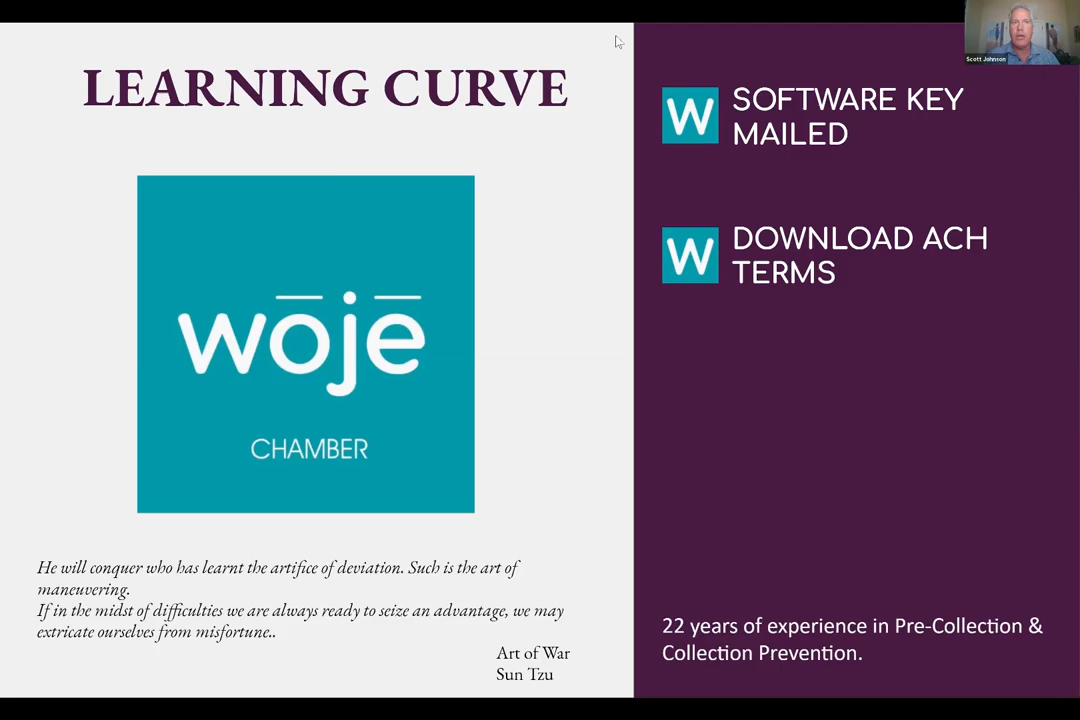 LEARNING CURVE
wōjē
CHAMBER
He will conquer who has learnt the artifice of deviation. Such is the art of
maneuvering.
If in the midst of difficulties we are always ready to seize an advantage, we may
extricate ourselves from misfortune..
Art of War
Sun Tzu
Scott Johnson
W SOFTWARE KEY
MAILED
W DOWNLOAD ACH
TERMS
22 years of experience in Pre-Collection &
Collection Prevention.